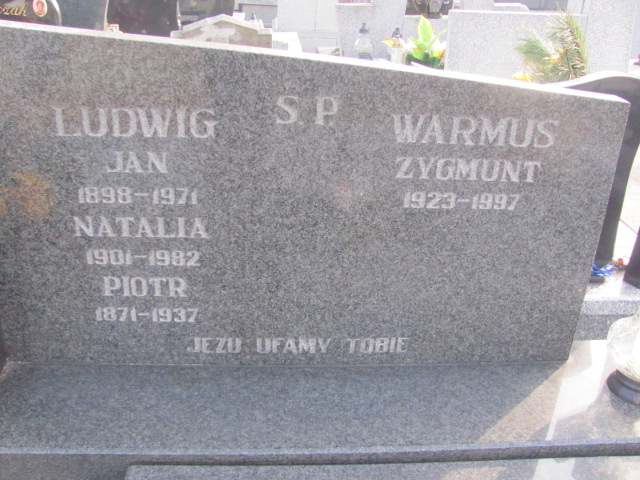 S. P.
LUDWIG
JAN
1898-1971
NATALIA
1901-1982
PIOTR
1871-1937
WARMUS
ZYGMUNT
1923-1997
JEZU UFAMY TOBIE